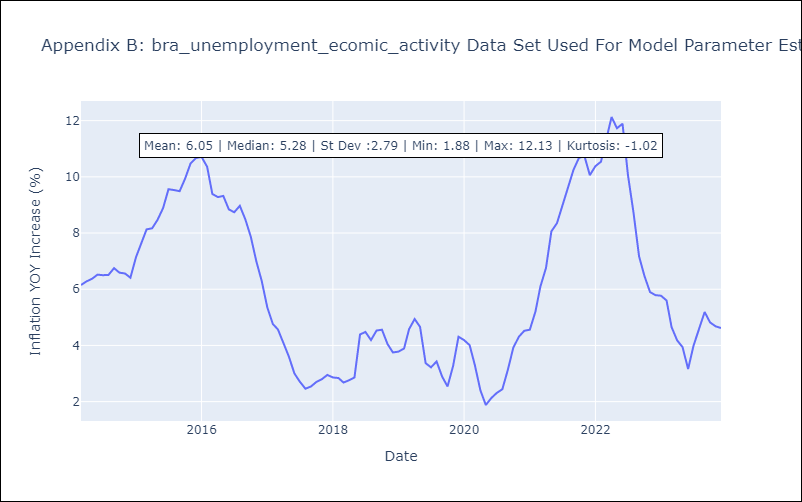 Appendix B: bra_unemployment_ecomic_activity Data Set Used For Model Parameter Est
12
Mean: 6.05 | Median: 5.28 | St Dev :2.79 | Min: 1.88 | Max: 12.13 | Kurtosis: -1.02
10
8
6
4
2
Inflation YOY Increase (%)
2016 2018 2020 2022
Date